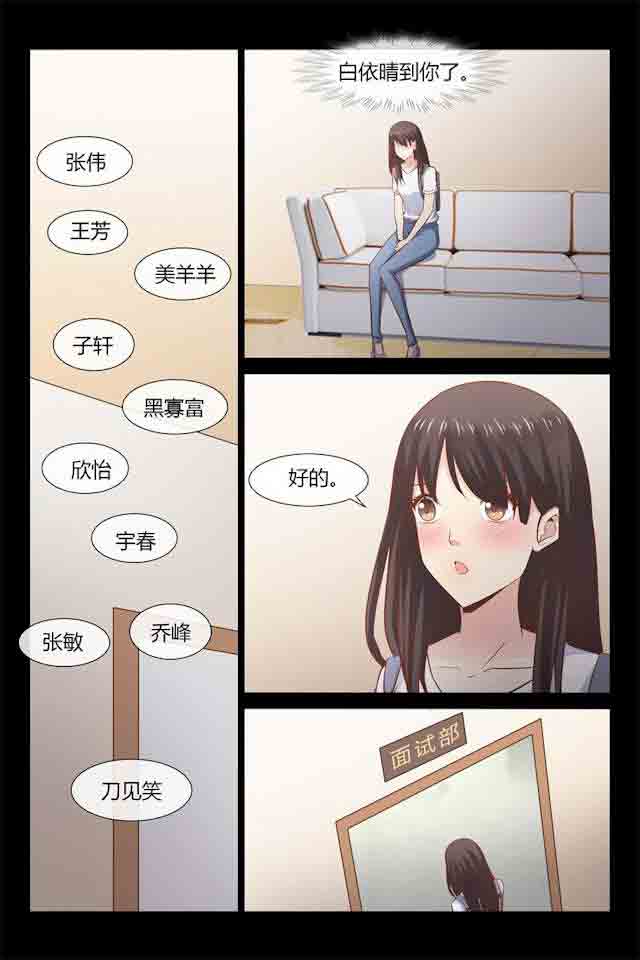 张伟
王芳
美羊羊
子轩
黑寡富
欣怡
宇春
张敏
乔峰
刀见笑
白依晴到你了。
好的。
面试部